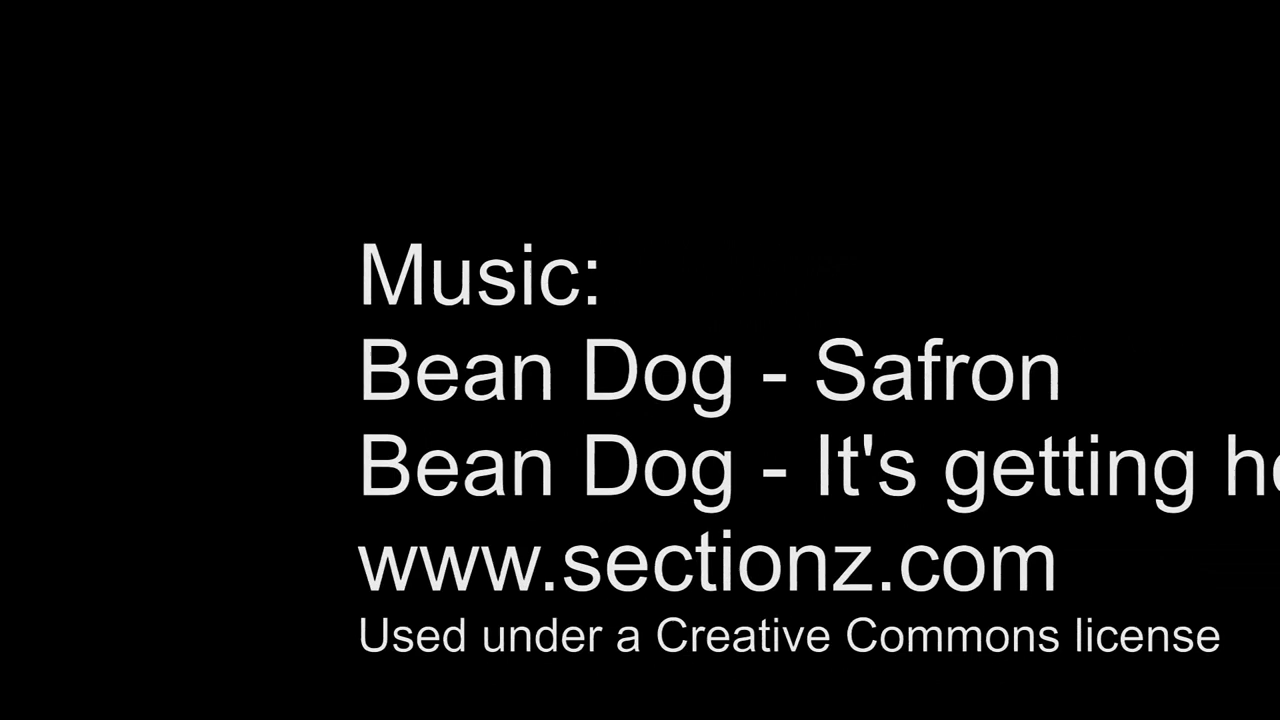 Music:
Bean Dog - Safron
Bean Dog - It's getting
www.sectionz.com
Used under a Creative Commons license